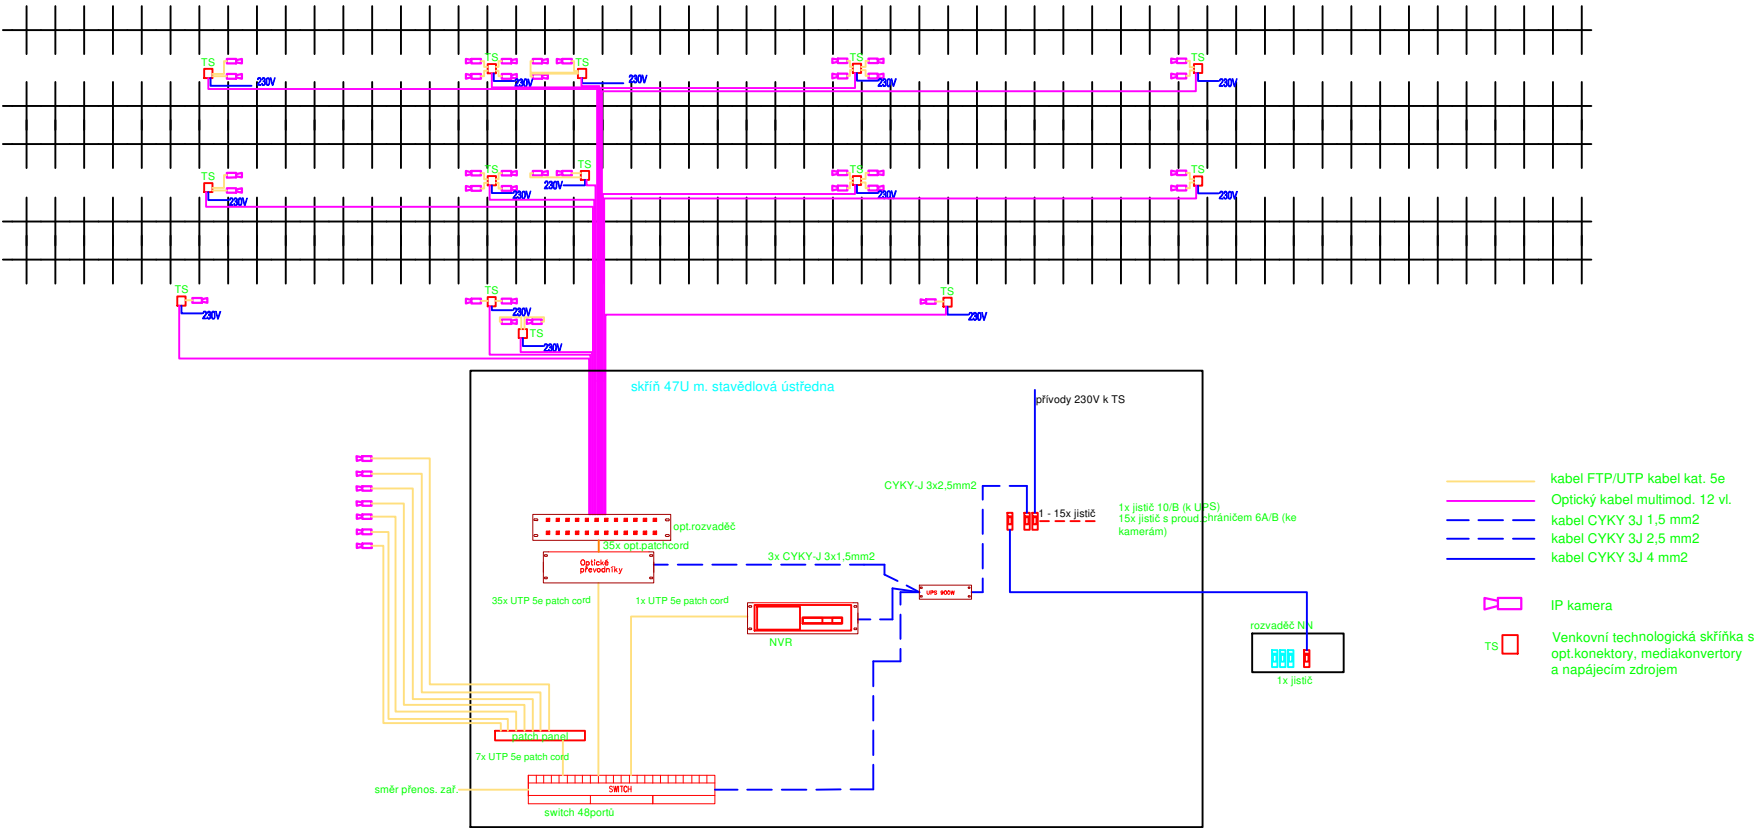 TS
TS
TS
TS
TS
230V
230V
230V
230V
230V
TS
TS
TS
TS
TS
230V
230V
230V
230V
230V
TS
TS
TS
230V
230V
230V
TS
230V
skříň 47U m. stavědlová ústředna
přívody 230V k TS
CYKY-J 3x2,5mm2
1 - 15x jistič
1x jistič 10/B (k UPS)
15x jistič s proud.chráničem 6A/B (ke
kamerám)
opt.rozvaděč
35x opt.patchcord
Optické
převodníky
3x CYKY-J 3x1,5mm2
35x UTP 5e patch cord
1x UTP 5e patch cord
UPS 900W
NVR
rozvaděč NN
1x jistič
patch panel
7x UTP 5e patch cord
směr přenos. zař.
SWITCH
switch 48portů
kabel FTP/UTP kabel kat. 5e
Optický kabel multimod. 12 vl.
kabel CYKY 3J 1,5 mm2
kabel CYKY 3J 2,5 mm2
kabel CYKY 3J 4 mm2
IP kamera
TS
Venkovní technologická skříňka s
opt.konektory, mediakonvertory
a napájecím zdrojem